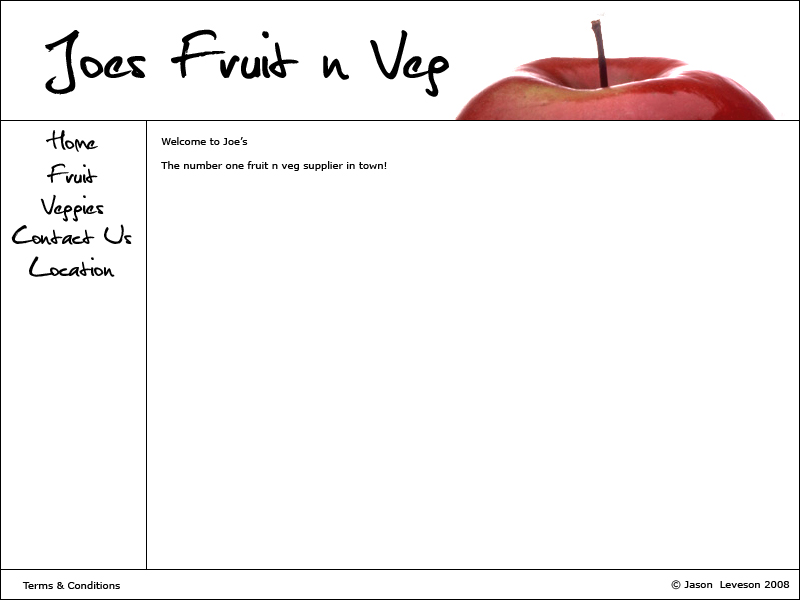 Joes Fruit n Veg
Home
Fruit
Veggies
Contact Us
Location
Welcome to Joe’s
The number one fruit n veg supplier in town!
Terms & Conditions
© Jason Leveson 2008